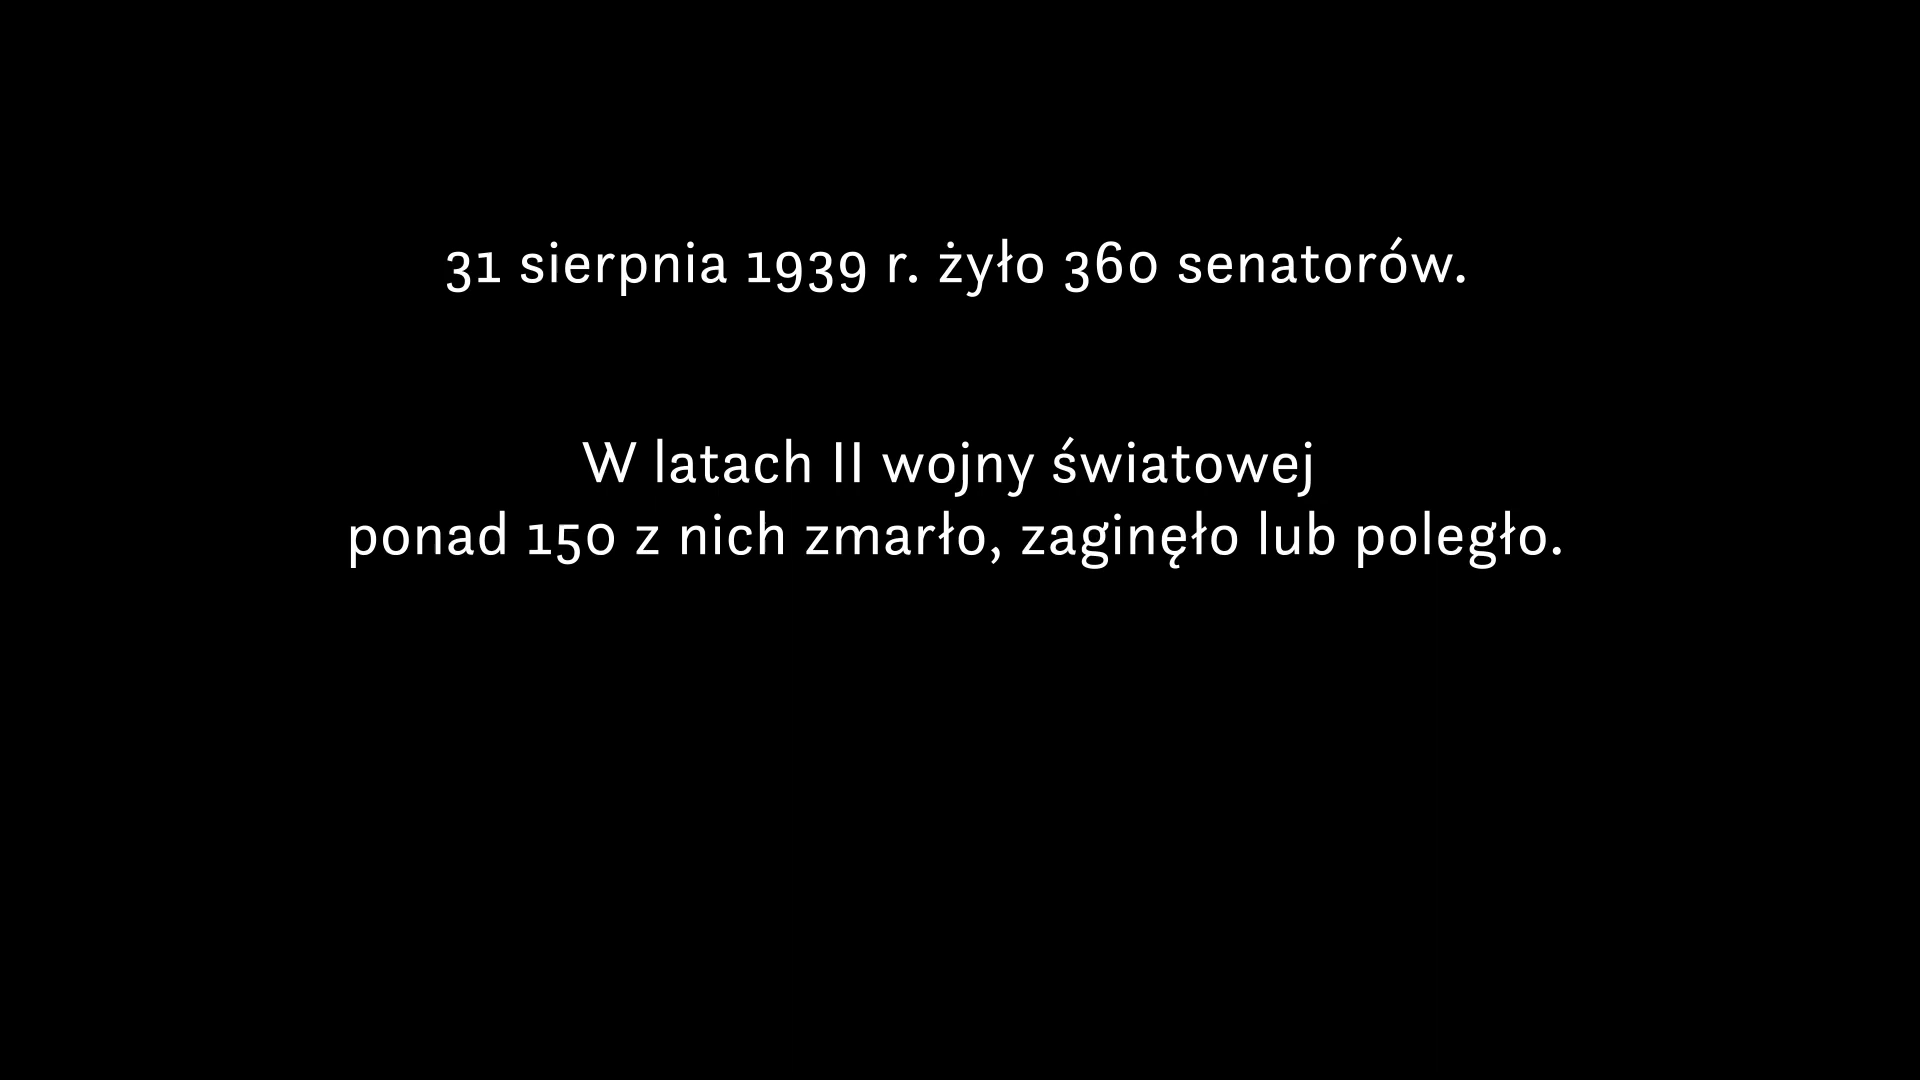 31 sierpnia 1939 r. żyło 360 senatorów.
W latach II wojny światowej
ponad 150 z nich zmarło, zaginęło lub poległo.